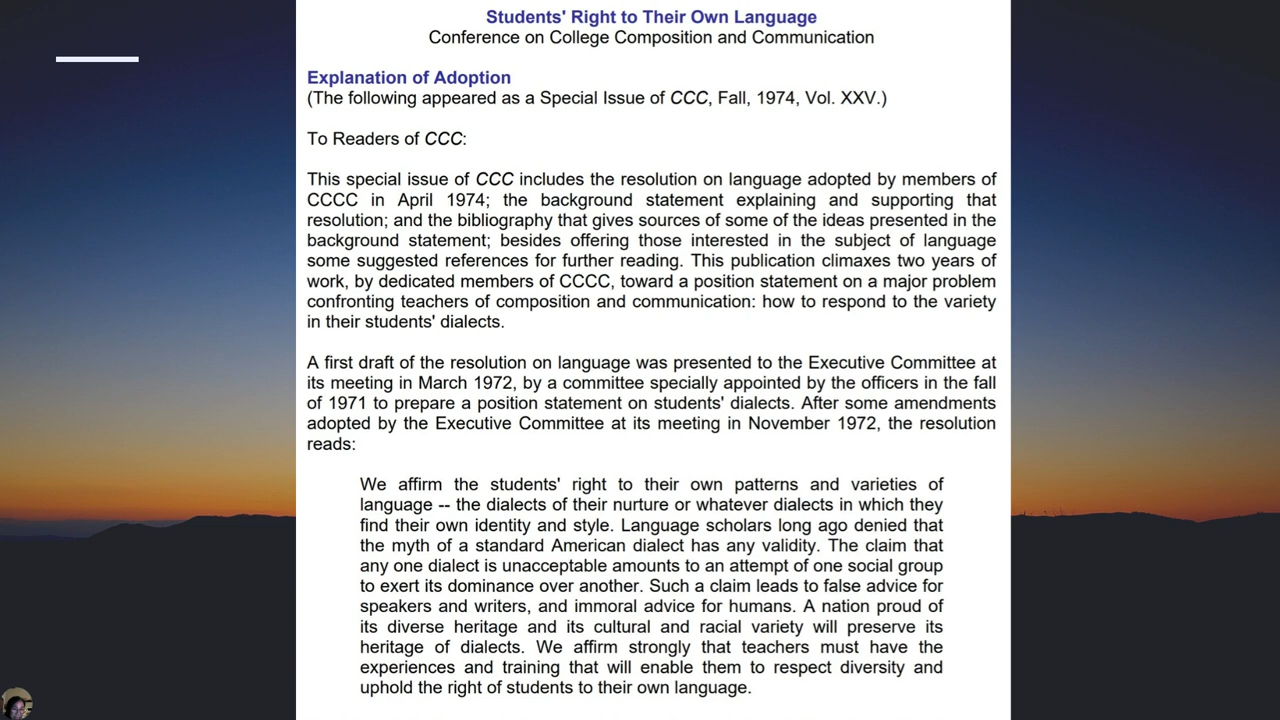 Students' Right to Their Own Language
Conference on College Composition and Communication
Explanation of Adoption
(The following appeared as a Special Issue of CCC, Fall, 1974, Vol. XXV.)
To Readers of CCC:
This special issue of CCC includes the resolution on language adopted by members of
CCCC in April 1974; the background statement explaining and supporting that
resolution; and the bibliography that gives sources of some of the ideas presented in the
background statement; besides offering those interested in the subject of language
some suggested references for further reading. This publication climaxes two years of
work, by dedicated members of CCCC, toward a position statement on a major problem
confronting teachers of composition and communication: how to respond to the variety
in their students' dialects.
A first draft of the resolution on language was presented to the Executive Committee at
its meeting in March 1972, by a committee specially appointed by the officers in the fall
of 1971 to prepare a position statement on students' dialects. After some amendments
adopted by the Executive Committee at its meeting in November 1972, the resolution
reads:
We affirm the students' right to their own patterns and varieties of
language -- the dialects of their nurture or whatever dialects in which they
find their own identity and style. Language scholars long ago denied that
the myth of a standard American dialect has any validity. The claim that
any one dialect is unacceptable amounts to an attempt of one social group
to exert its dominance over another. Such a claim leads to false advice for
speakers and writers, and immoral advice for humans. A nation proud of
its diverse heritage and its cultural and racial variety will preserve its
heritage of dialects. We affirm strongly that teachers must have the
experiences and training that will enable them to respect diversity and
uphold the right of students to their own language.